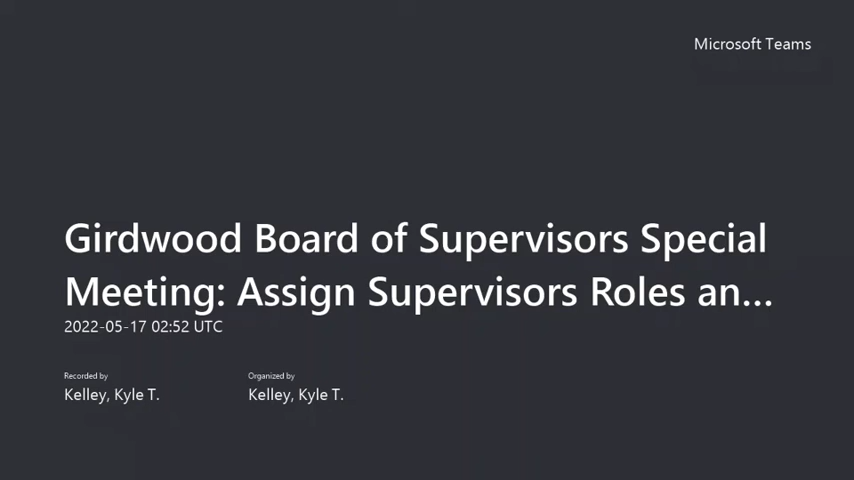 Microsoft Teams
Girdwood Board of Supervisors Special
Meeting: Assign Supervisors Roles an...
2022-05-17 02:52 UTC
Recorded by
Organized by
Kelley, Kyle T.
Kelley, Kyle T.